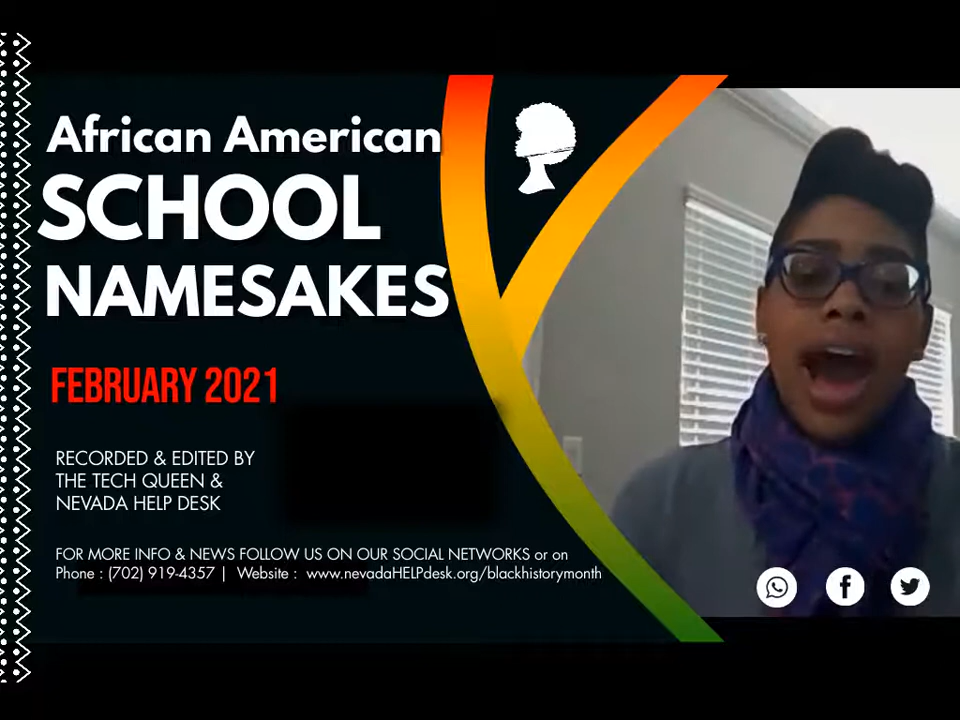 African American
SCHOOL
NAMESAKES
FEBRUARY 2021
RECORDED & EDITED BY
THE TECH QUEEN &
NEVADA HELP DESK
FOR MORE INFO & NEWS FOLLOW US ON OUR SOCIAL NETWORKS or on
Phone : (702) 919-4357 | Website : www.nevadaHELPdesk.org/blackhistorymonth